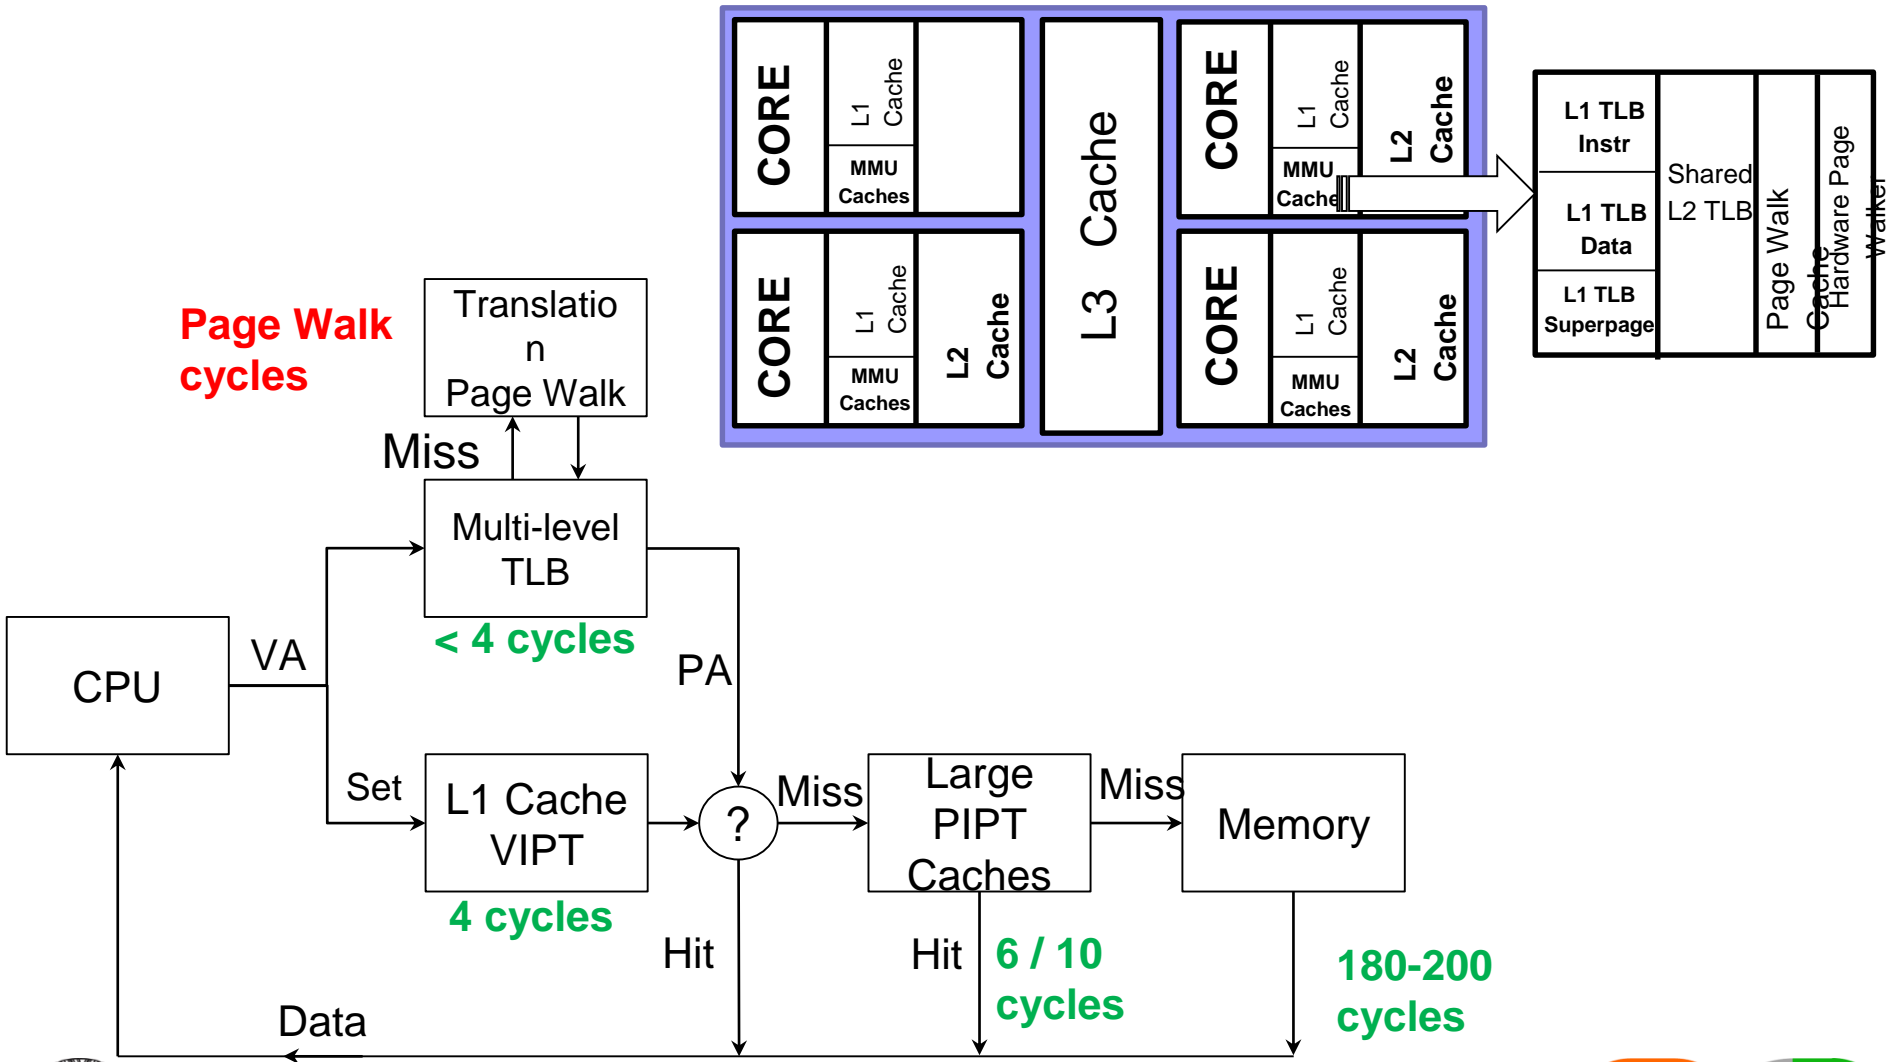 CORE
L1
Cache
MMU
Caches
CORE
L1
Cache
MMU
Caches
L2
Cache
L3 Cache
CORE
L1
Cache
MMU
Cache
L2
Cache
CORE
L1
Cache
MMU
Caches
L2
Cache
L1 TLB
Instr
L1 TLB
Data
L1 TLB
Superpage
Shared
L2 TLB
Page Walk
Cache
Hardware Page
Walker
Page Walk
cycles
Translatio
n
Page Walk
Miss
Multi-level
TLB
< 4 cycles
CPU
VA
PA
Set
L1 Cache
VIPT
4 cycles
?
Miss
Large
PIPT
Caches
Miss
Memory
Hit
Hit
6 / 10
cycles
180-200
cycles
Data